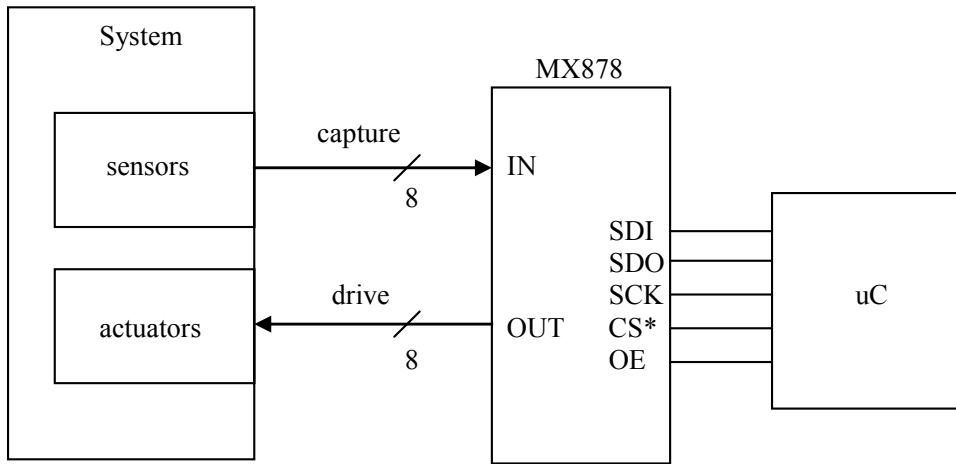 System
MX878
sensors
capture
8
IN
SDI
SDO
SCK
CS*
OE
uC
actuators
drive
8
OUT